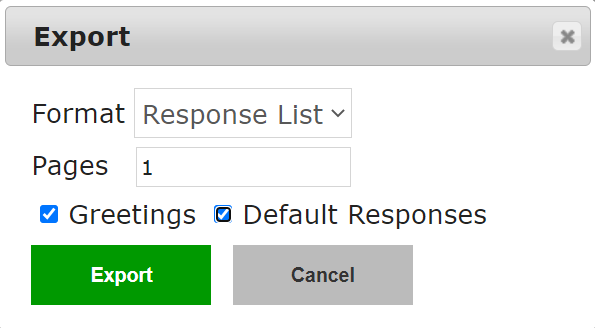 Export
Format Response List
Pages 1
Greetings Default Responses
Export Cancel